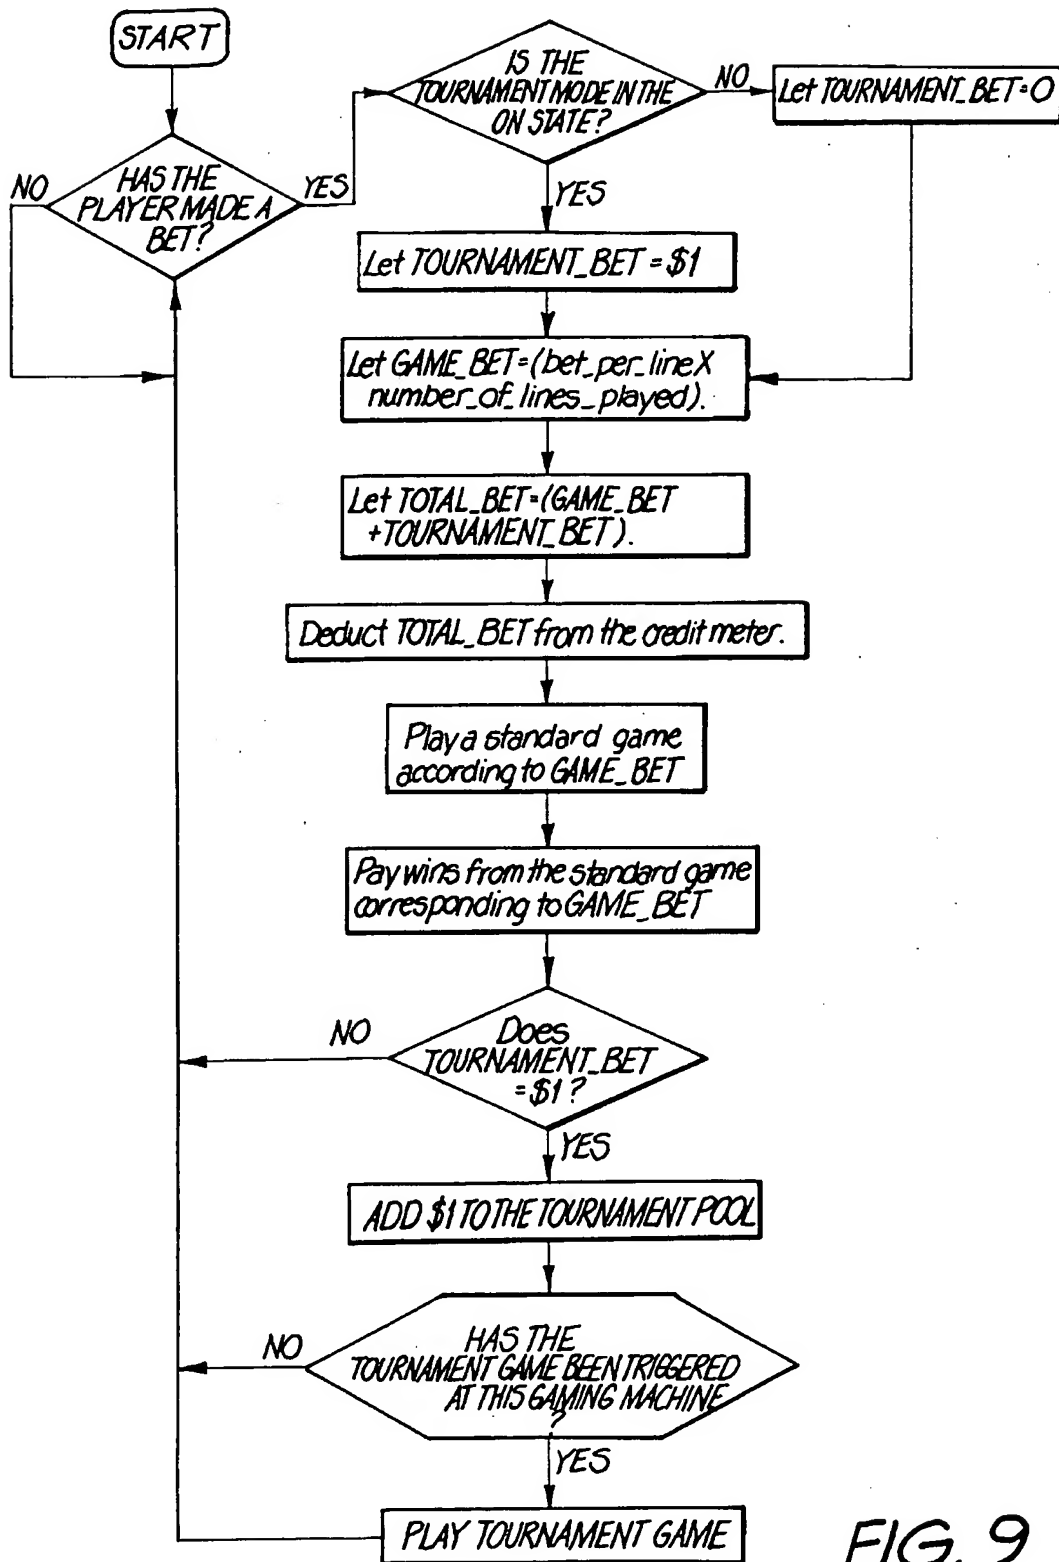 START
HAS THE
PLAYER MADE A
BET?
NO
YES
IS THE
TOURNAMENT MODE IN THE
ON STATE?
NO
Let TOURNAMENT_BET=0
YES
Let TOURNAMENT_BET = $1
Let GAME_BET=(bet_per_line X
number_of_lines_played).
Let TOTAL_BET=(GAME_BET
+TOURNAMENT_BET).
Deduct TOTAL_BET from the credit meter.
Play a standard game
according to GAME_BET
Pay wins from the standard game
corresponding to GAME_BET
NO
Does
TOURNAMENT_BET
=$1?
YES
ADD $1 TO THE TOURNAMENT POOL
NO
HAS THE
TOURNAMENT GAME BEEN TRIGGERED
AT THIS GAMING MACHINE
?
YES
PLAY TOURNAMENT GAME
FIG. 9